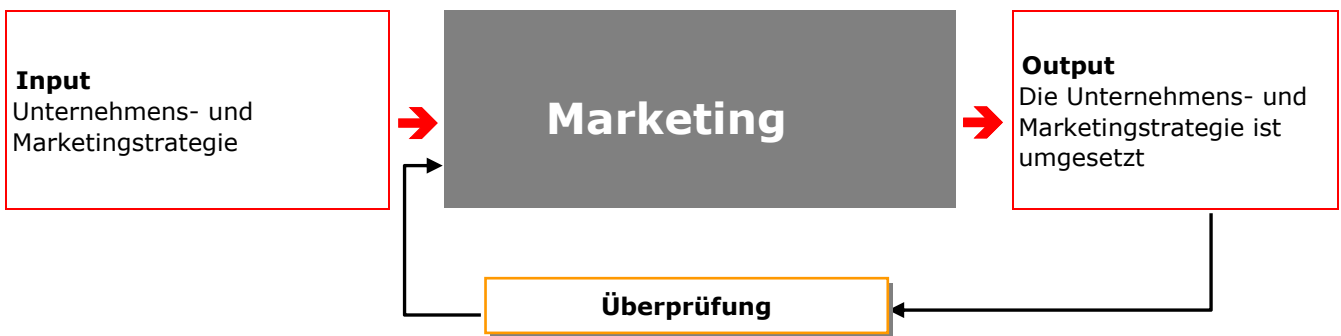 Input
Unternehmens- und
Marketingstrategie
Marketing
Output
Die Unternehmens- und
Marketingstrategie ist
umgesetzt
Überprüfung